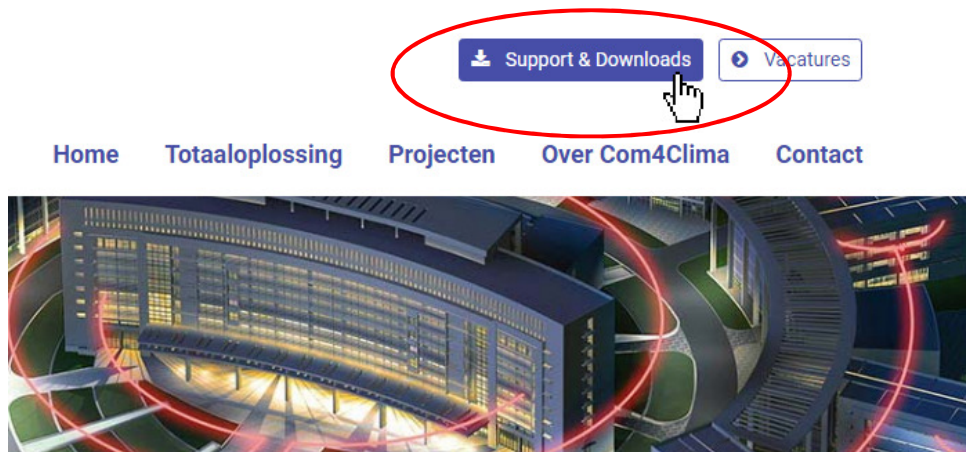 Support & Downloads Vacatures
Home Totaaloplossing Projecten Over Com4Clima Contact